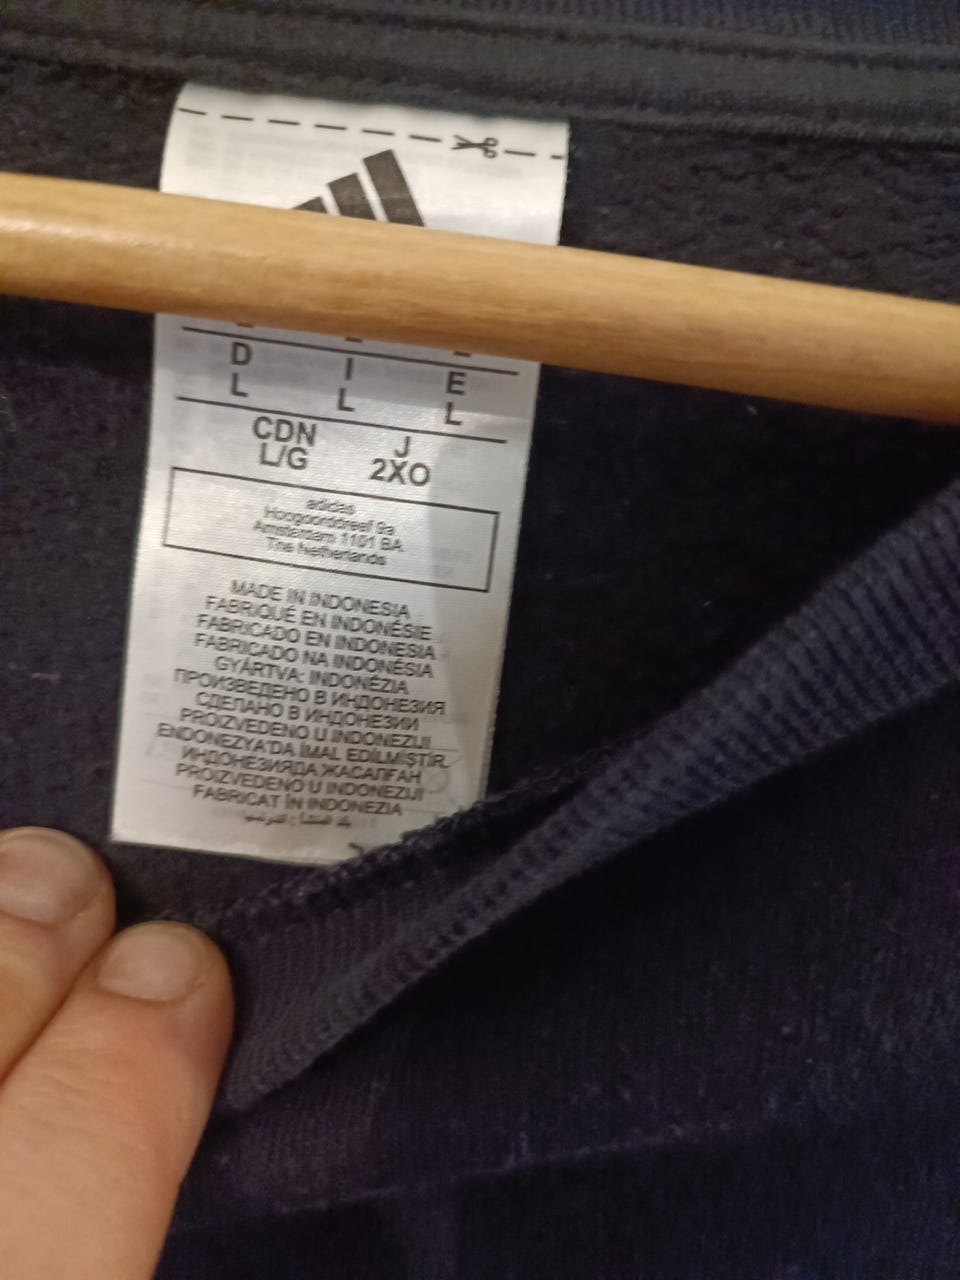 D I E
L L L
CDN J
L/G 2XO
adidas
Hoogoorddreef 9a
Amsterdam 1101 BA
The Netherlands
MADE IN INDONESIA
FABRIQUÉ EN INDONÉSIE
FABRICADO EN INDONESIA
FABRICADO NA INDONÉSIA
GYÁRTVA: INDONÉZIA
ПРОИЗВЕДЕНО В ИНДОНЕЗИЯ
СДЕЛАНО В ИНДОНЕЗИИ
PROIZVEDENO U INDONEZIJI
ENDONEZYA'DA İMAL EDİLMİŞTİR.
ИНДОНЕЗИЯДА ЖАСАЛҒАН
PROIZVEDENO U INDONEZIJI
FABRICAT ÎN INDONEZIA
بلد المنشأ :